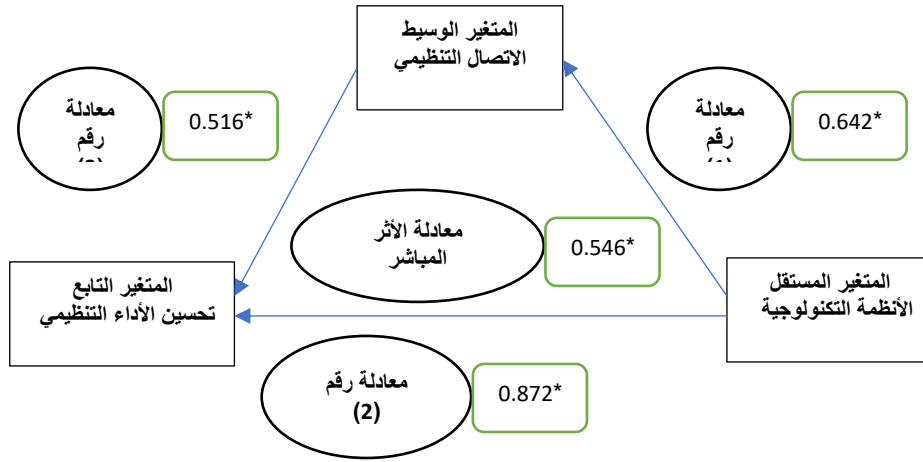 المتغير الوسيط
الاتصال التنظيمي
معادلة
رقم
0.642*
معادلة
رقم
0.516*
معادلة الأثر
المباشر
0.546*
المتغير المستقل
الأنظمة التكنولوجية
المتغير التابع
تحسين الأداء التنظيمي
معادلة رقم
(2)
0.872*